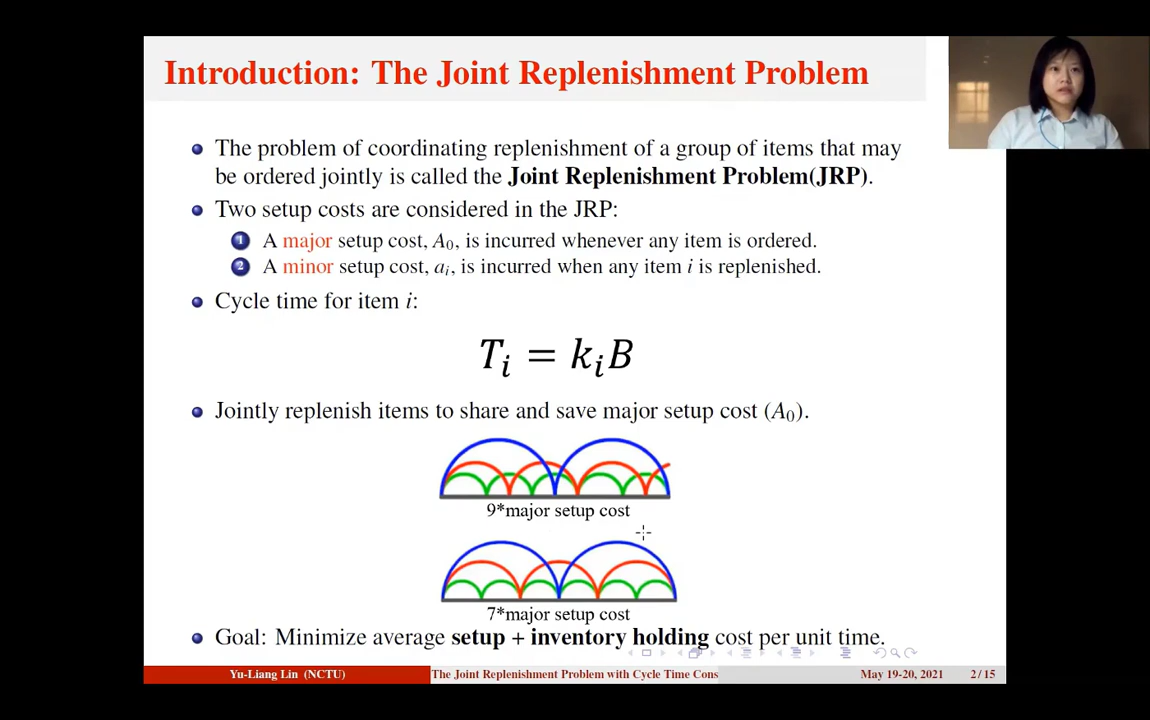 Introduction: The Joint Replenishment Problem
The problem of coordinating replenishment of a group of items that may
be ordered jointly is called the Joint Replenishment Problem(JRP).
Two setup costs are considered in the JRP:
1 A major setup cost, A₀, is incurred whenever any item is ordered.
2 A minor setup cost, aᵢ, is incurred when any item i is replenished.
Cycle time for item i:
Tᵢ = kᵢB
Jointly replenish items to share and save major setup cost (A₀).
9*major setup cost
7*major setup cost
Goal: Minimize average setup + inventory holding cost per unit time.
Yu-Liang Lin (NCTU) The Joint Replenishment Problem with Cycle Time Cons May 19-20, 2021 2 / 15